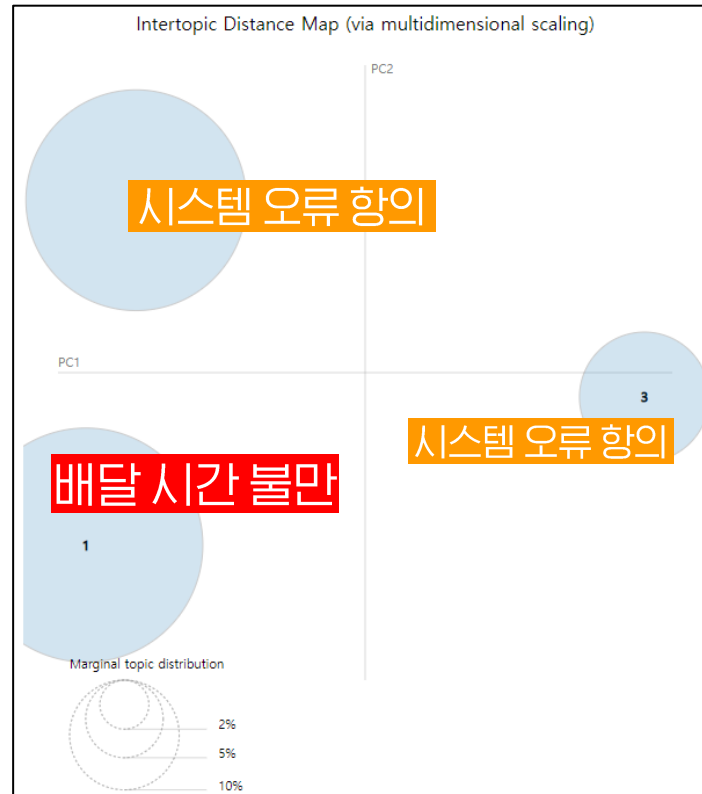 Intertopic Distance Map (via multidimensional scaling)
PC2
시스템 오류 항의
PC1
3
시스템 오류 항의
배달 시간 불만
1
Marginal topic distribution
2%
5%
10%